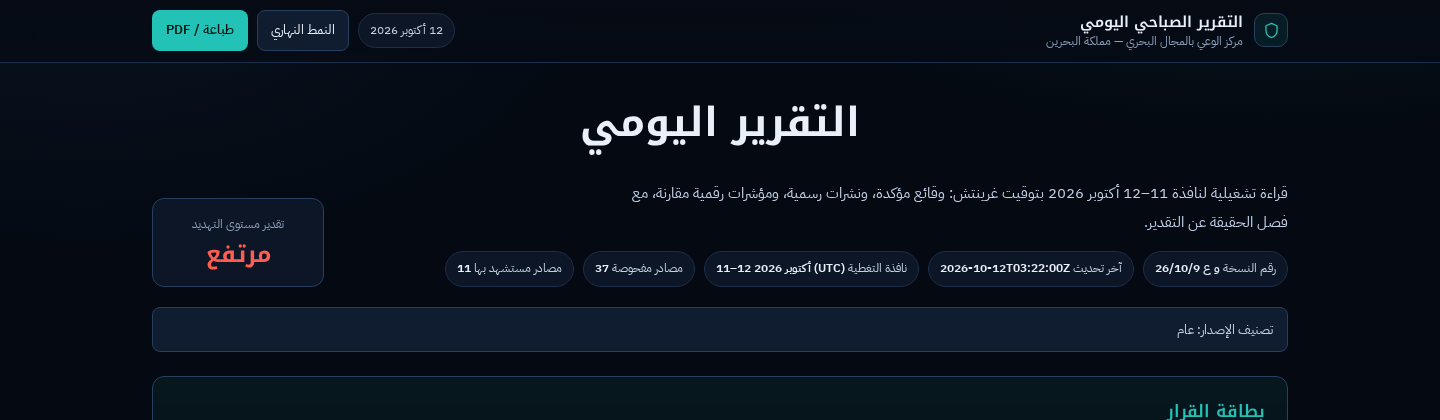 التقرير الصباحي اليومي
مركز الوعي بالمجال البحري — مملكة البحرين
12 أكتوبر 2026
النمط النهاري
طباعة / PDF
التقرير اليومي
قراءة تشغيلية لنافذة 11–12 أكتوبر 2026 بتوقيت غرينتش: وقائع مؤكدة، ونشرات رسمية، ومؤشرات رقمية مقارنة، مع
فصل الحقيقة عن التقدير.
تقدير مستوى التهديد
مرتفع
رقم النسخة و ع 26/10/9
آخر تحديث 2026-10-12T03:22:00Z
نافذة التغطية 11–12 أكتوبر 2026 (UTC)
مصادر مفحوصة 37
مصادر مستشهد بها 11
تصنيف الإصدار: عام
بطاقة القرار